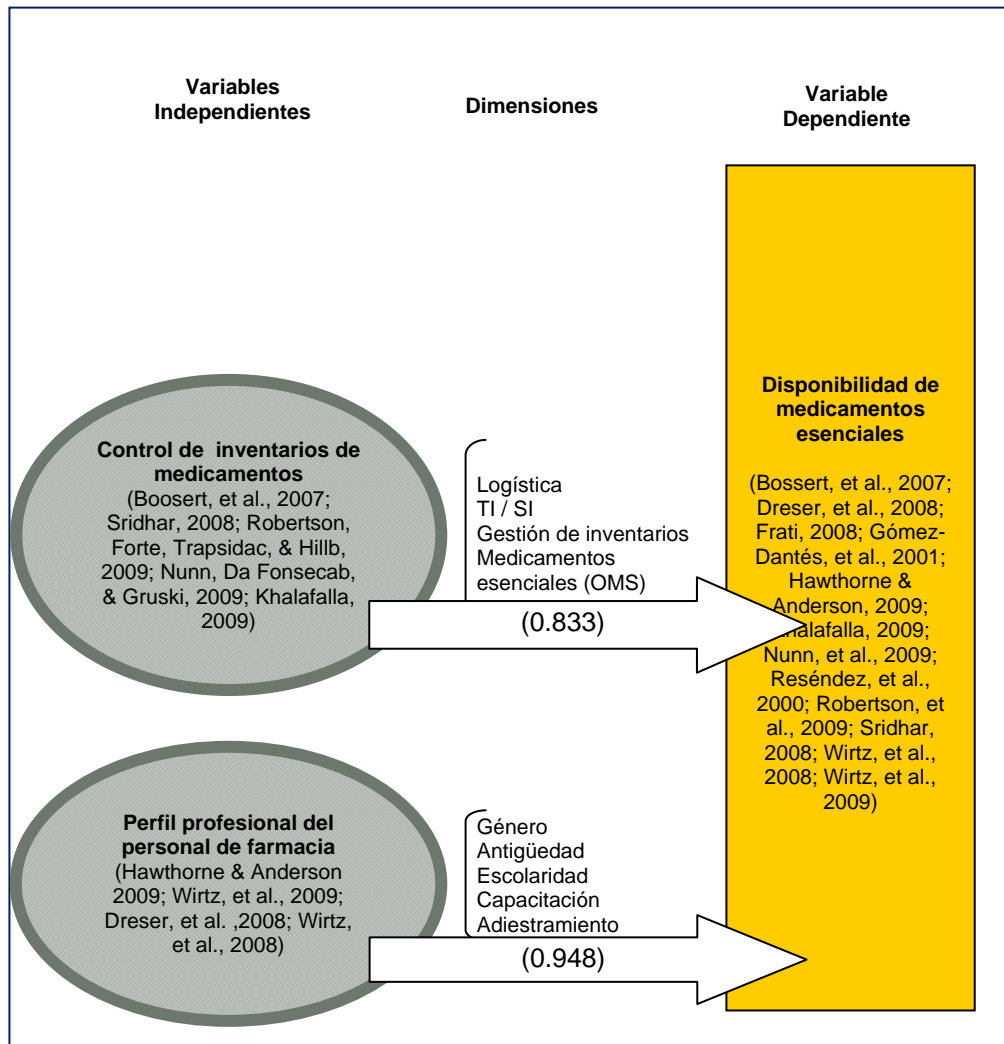 Variables
Independientes
Dimensiones
Variable
Dependiente
Control de inventarios de
medicamentos
(Boosert, et al., 2007;
Sridhar, 2008; Robertson,
Forte, Trapsidac, & Hillb,
2009; Nunn, Da Fonsecab,
& Gruski, 2009; Khalafalla,
2009)
Logística
TI / SI
Gestión de inventarios
Medicamentos
esenciales (OMS)
(0.833)
Perfil profesional del
personal de farmacia
(Hawthorne & Anderson
2009; Wirtz, et al., 2009;
Dreser, et al. ,2008; Wirtz,
et al., 2008)
Género
Antigüedad
Escolaridad
Capacitación
Adiestramiento
(0.948)
Disponibilidad de
medicamentos
esenciales
(Bossert, et al., 2007;
Dreser, et al., 2008;
Frati, 2008; Gómez-
Dantés, et al., 2001;
Hawthorne &
Anderson, 2009;
halafalla, 2009;
Nunn, et al., 2009;
Reséndez, et al.,
2000; Robertson, et
al., 2009; Sridhar,
2008; Wirtz, et al.,
2008; Wirtz, et al.,
2009)